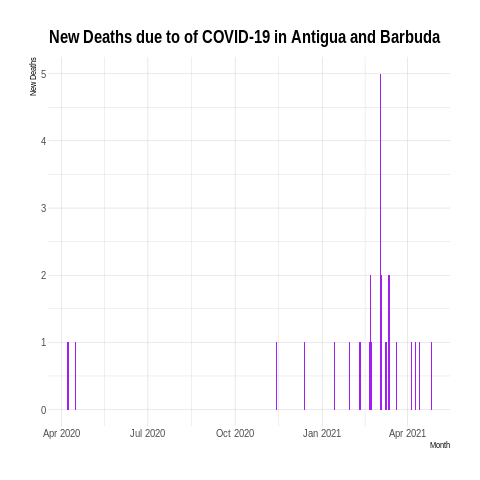 New Deaths due to of COVID-19 in Antigua and Barbuda
New Deaths
5
4
3
2
1
0
Apr 2020 Jul 2020 Oct 2020 Jan 2021 Apr 2021
Month